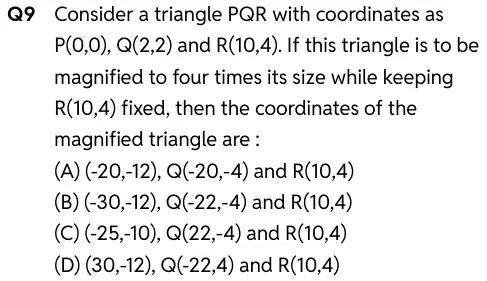 Q9 Consider a triangle PQR with coordinates as
P(0,0), Q(2,2) and R(10,4). If this triangle is to be
magnified to four times its size while keeping
R(10,4) fixed, then the coordinates of the
magnified triangle are :
(A) (-20,-12), Q(-20,-4) and R(10,4)
(B) (-30,-12), Q(-22,-4) and R(10,4)
(C) (-25,-10), Q(22,-4) and R(10,4)
(D) (30,-12), Q(-22,4) and R(10,4)